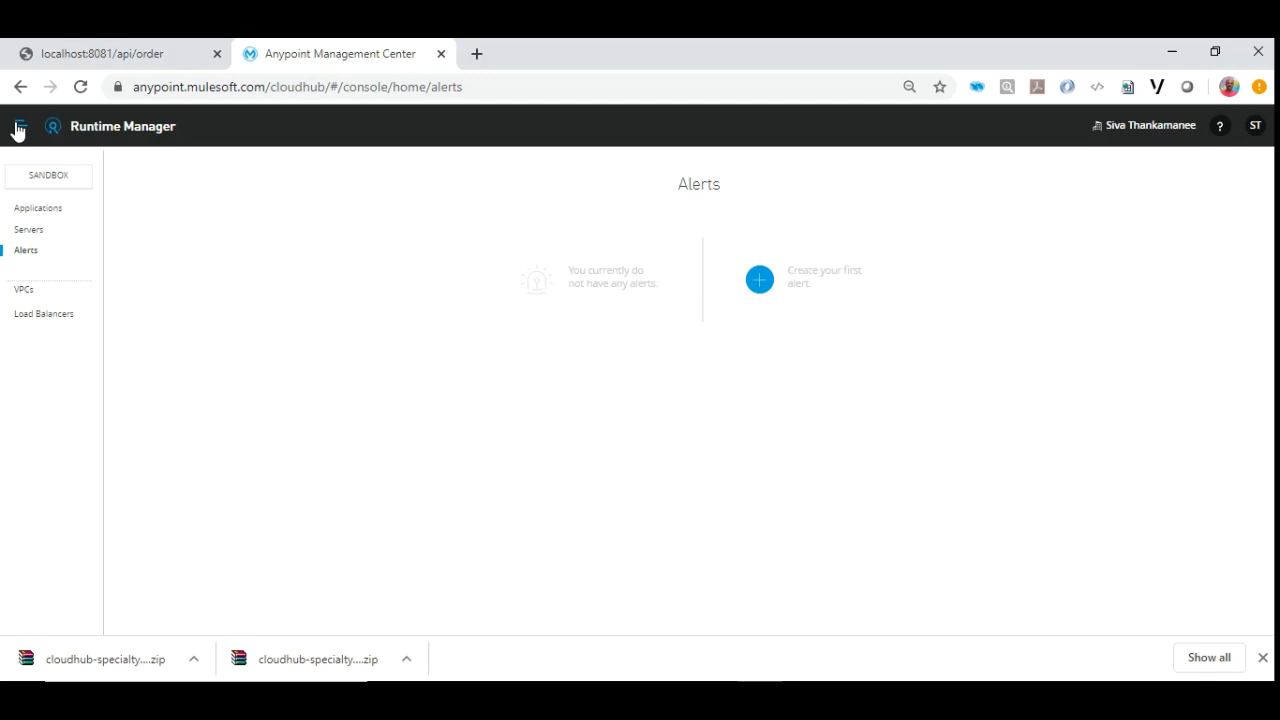 localhost:8081/api/order
Anypoint Management Center
anypoint.mulesoft.com/cloudhub/#/console/home/alerts
Runtime Manager
Siva Thankamanee
?
ST
SANDBOX
Applications
Servers
Alerts
VPCs
Load Balancers
Alerts
You currently do
not have any alerts.
Create your first
alert.
cloudhub-specialty....zip
cloudhub-specialty....zip
Show all